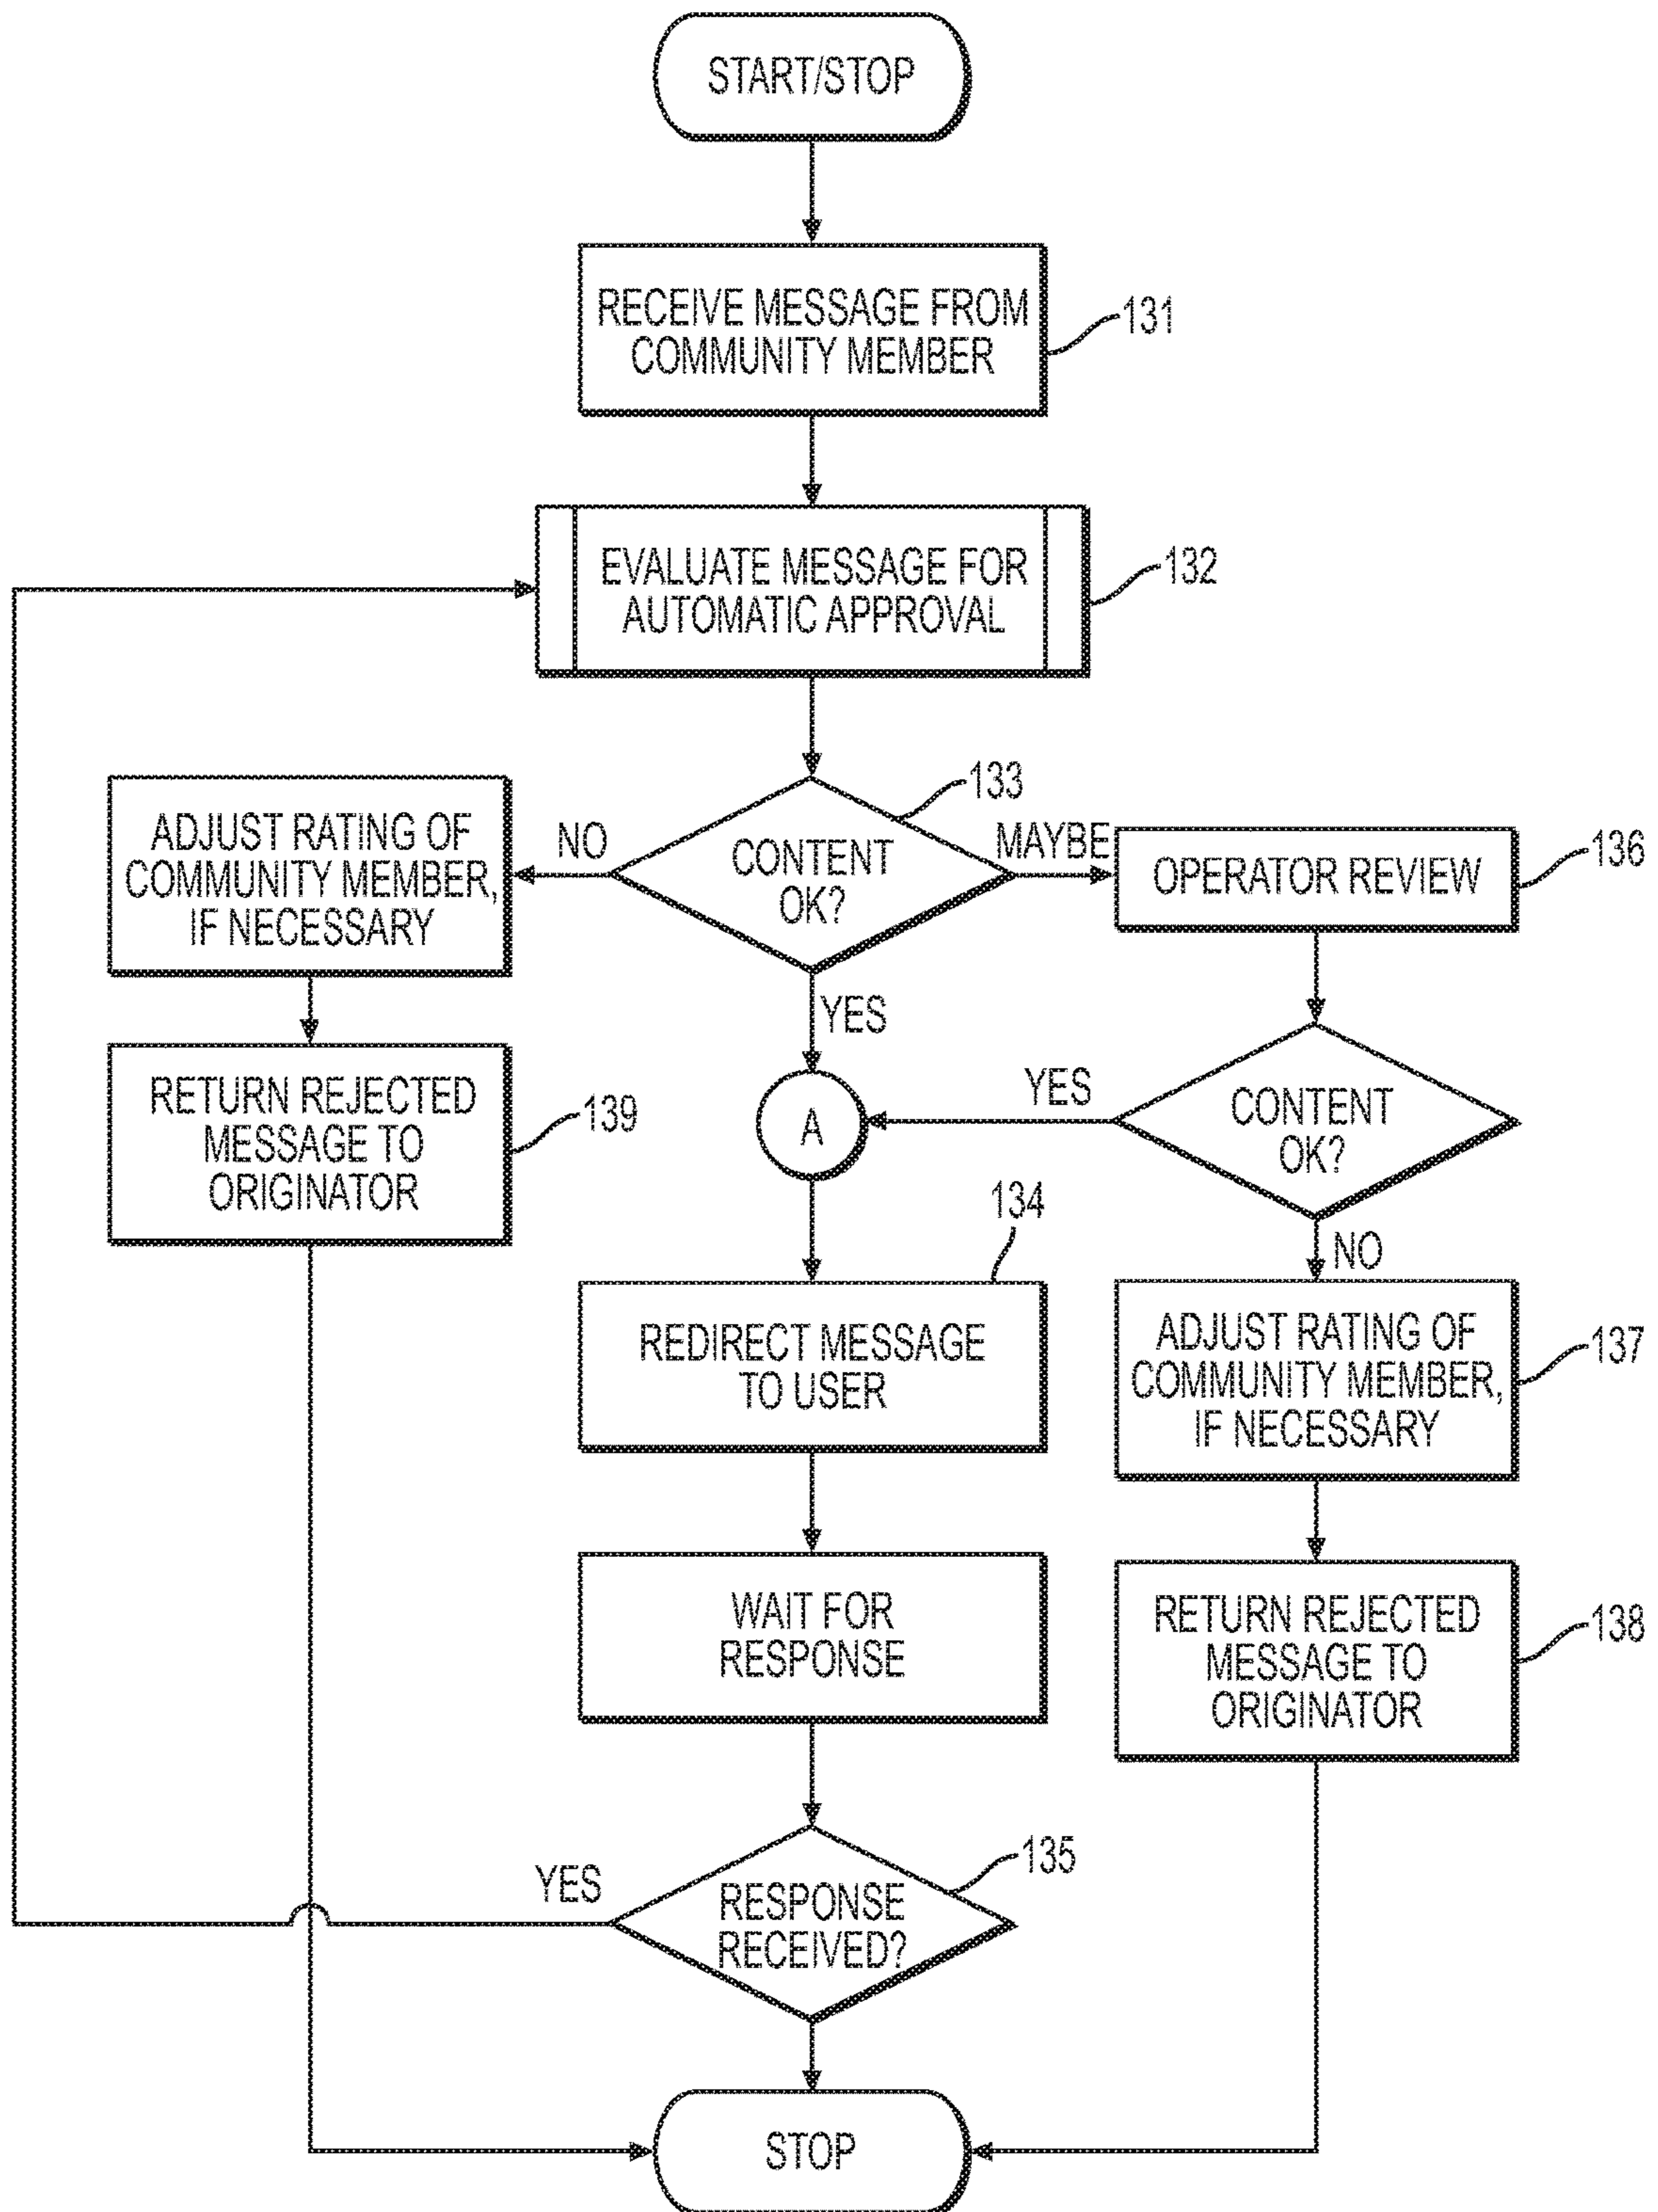 START/STOP
RECEIVE MESSAGE FROM
COMMUNITY MEMBER
131
EVALUATE MESSAGE FOR
AUTOMATIC APPROVAL
132
133
CONTENT
OK?
NO
MAYBE
YES
ADJUST RATING OF
COMMUNITY MEMBER,
IF NECESSARY
OPERATOR REVIEW
136
RETURN REJECTED
MESSAGE TO
ORIGINATOR
139
A
YES
CONTENT
OK?
NO
134
REDIRECT MESSAGE
TO USER
ADJUST RATING OF
COMMUNITY MEMBER,
IF NECESSARY
137
WAIT FOR
RESPONSE
RETURN REJECTED
MESSAGE TO
ORIGINATOR
138
YES
RESPONSE
RECEIVED?
135
STOP